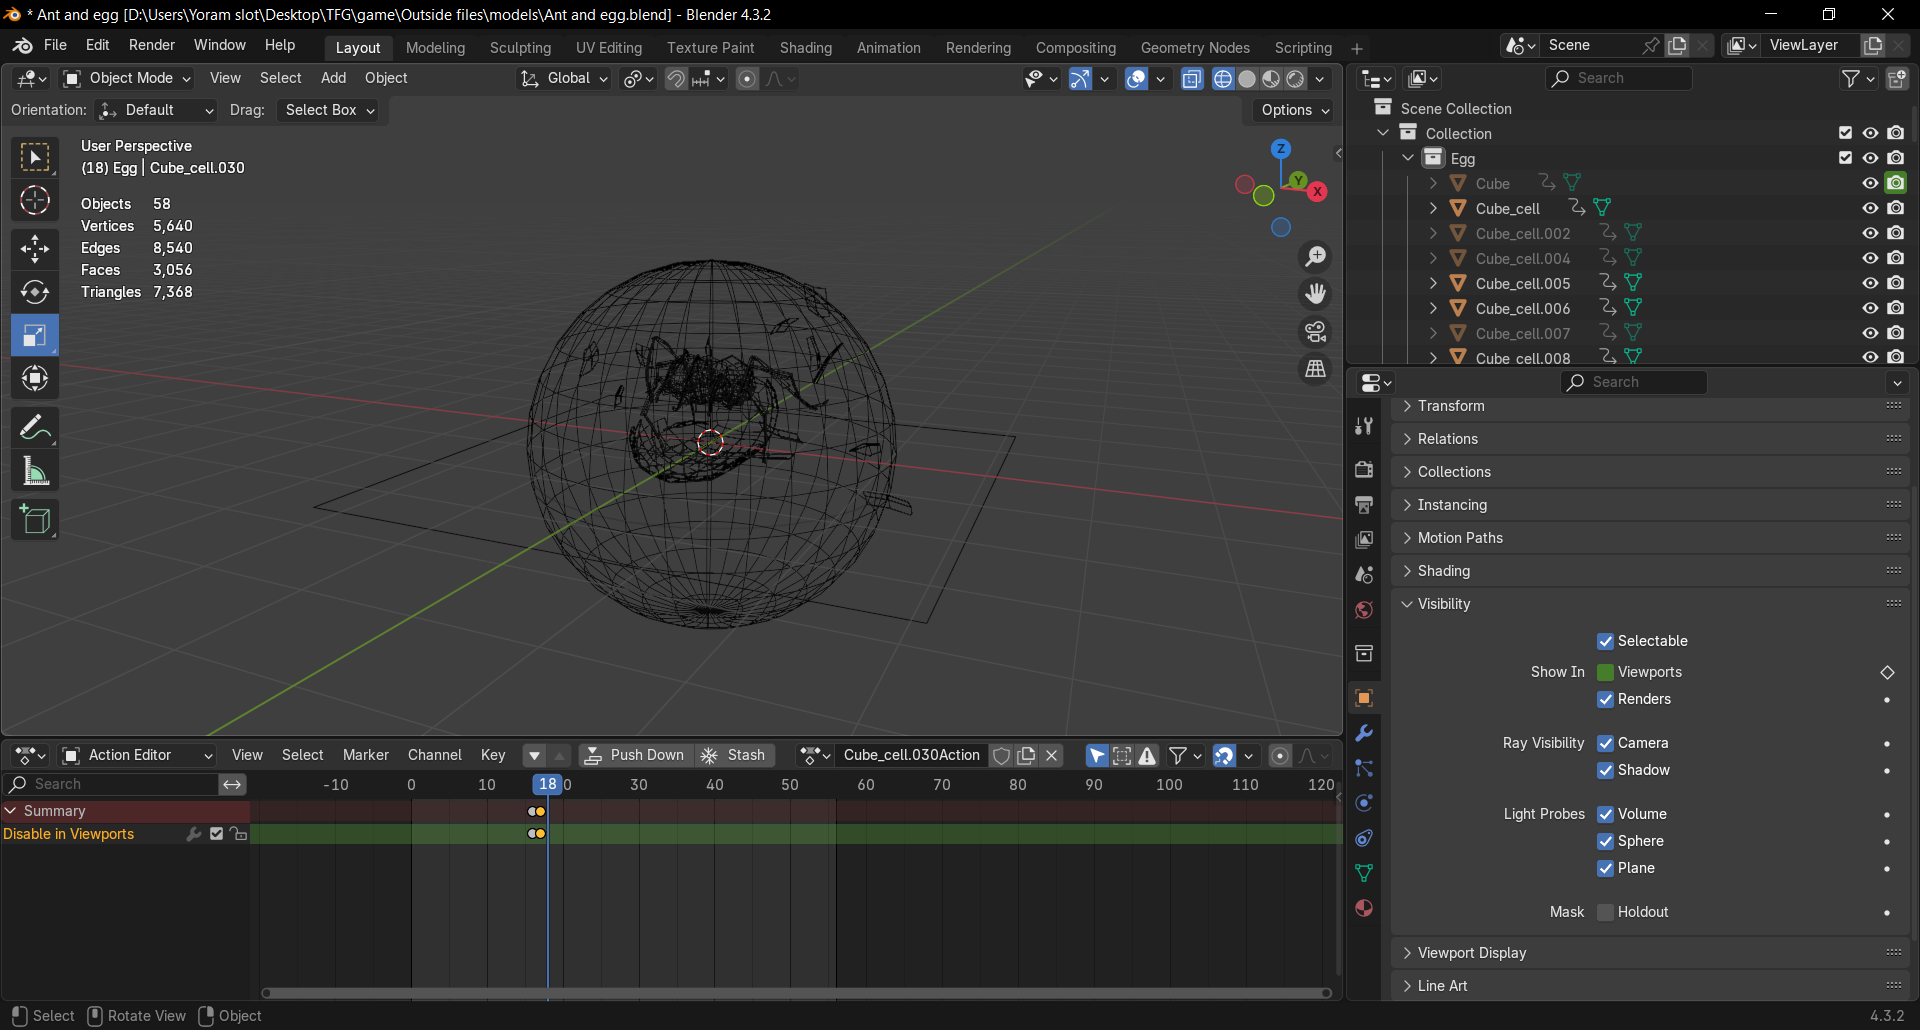 * Ant and egg [D:\Users\Yoram slot\Desktop\TFG\game\Outside files\models\Ant and egg.blend] - Blender 4.3.2
File Edit Render Window Help Layout Modeling Sculpting UV Editing Texture Paint Shading Animation Rendering Compositing Geometry Nodes Scripting + Scene ViewLayer
Object Mode View Select Add Object Global Search
Orientation: Default Drag: Select Box Options
User Perspective
(18) Egg | Cube_cell.030
Objects 58
Vertices 5,640
Edges 8,540
Faces 3,056
Triangles 7,368
Z
Y
X
Scene Collection
Collection
Egg
Cube
Cube_cell
Cube_cell.002
Cube_cell.004
Cube_cell.005
Cube_cell.006
Cube_cell.007
Cube_cell.008
Search
Transform
Relations
Collections
Instancing
Motion Paths
Shading
Visibility
Selectable
Show In Viewports
Renders
Ray Visibility Camera
Shadow
Light Probes Volume
Sphere
Plane
Mask Holdout
Viewport Display
Line Art
Action Editor View Select Marker Channel Key Push Down Stash Cube_cell.030Action
Search -10 0 10 18 0 30 40 50 60 70 80 90 100 110 120
Summary
Disable in Viewports
Select Rotate View Object 4.3.2